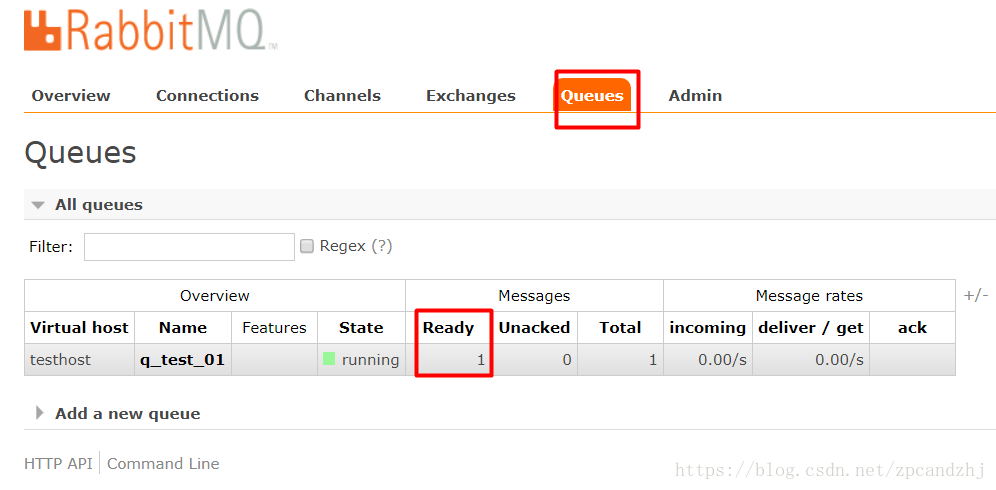 RabbitMQ™
Overview Connections Channels Exchanges Queues Admin
Queues
All queues
Filter: Regex (?)
Overview Messages Message rates +/-
Virtual host Name Features State Ready Unacked Total incoming deliver / get ack
testhost q_test_01 running 1 0 1 0.00/s 0.00/s
Add a new queue
HTTP API Command Line
https://blog.csdn.net/zpcandzhj